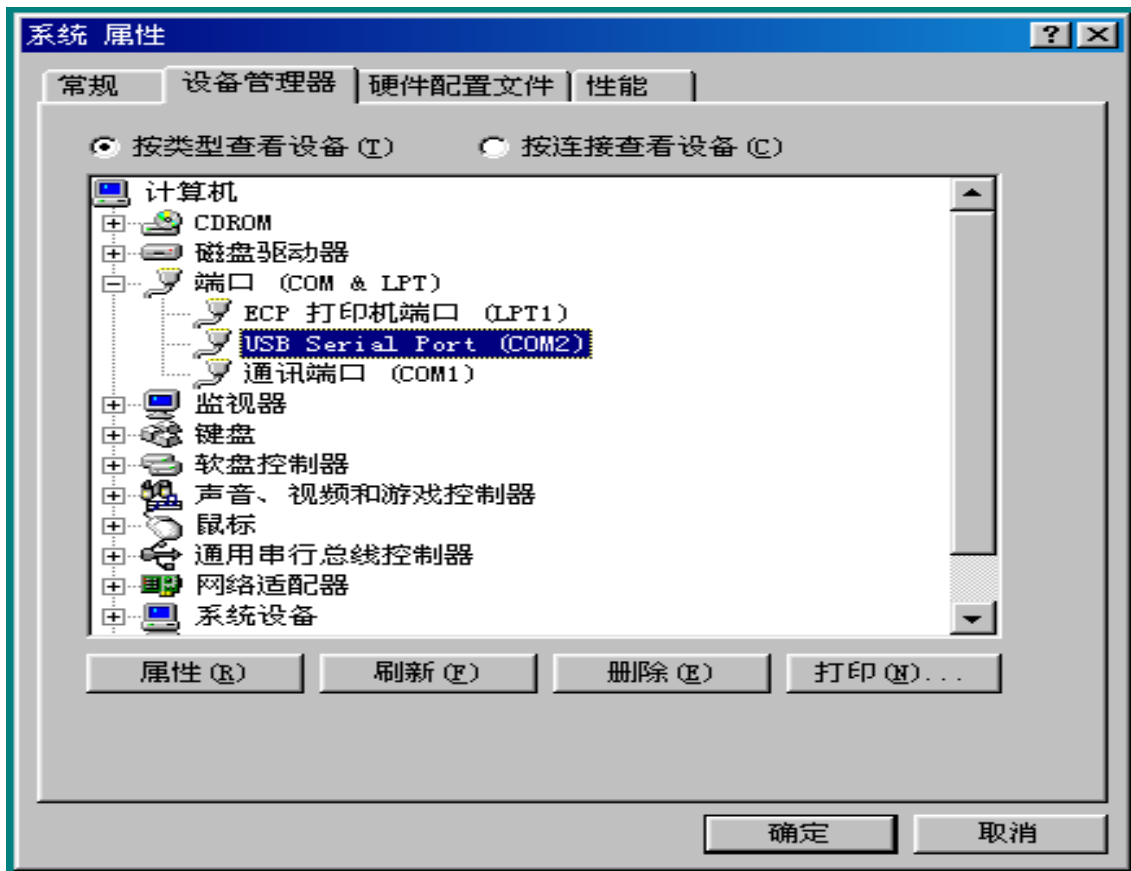 系统 属性
常规 设备管理器 硬件配置文件 性能
按类型查看设备(T) 按连接查看设备(C)
计算机
CDROM
磁盘驱动器
端口 (COM & LPT)
ECP 打印机端口 (LPT1)
USB Serial Port (COM2)
通讯端口 (COM1)
监视器
键盘
软盘控制器
声音、视频和游戏控制器
鼠标
通用串行总线控制器
网络适配器
系统设备
属性(R) 刷新(F) 删除(E) 打印(N)...
确定 取消